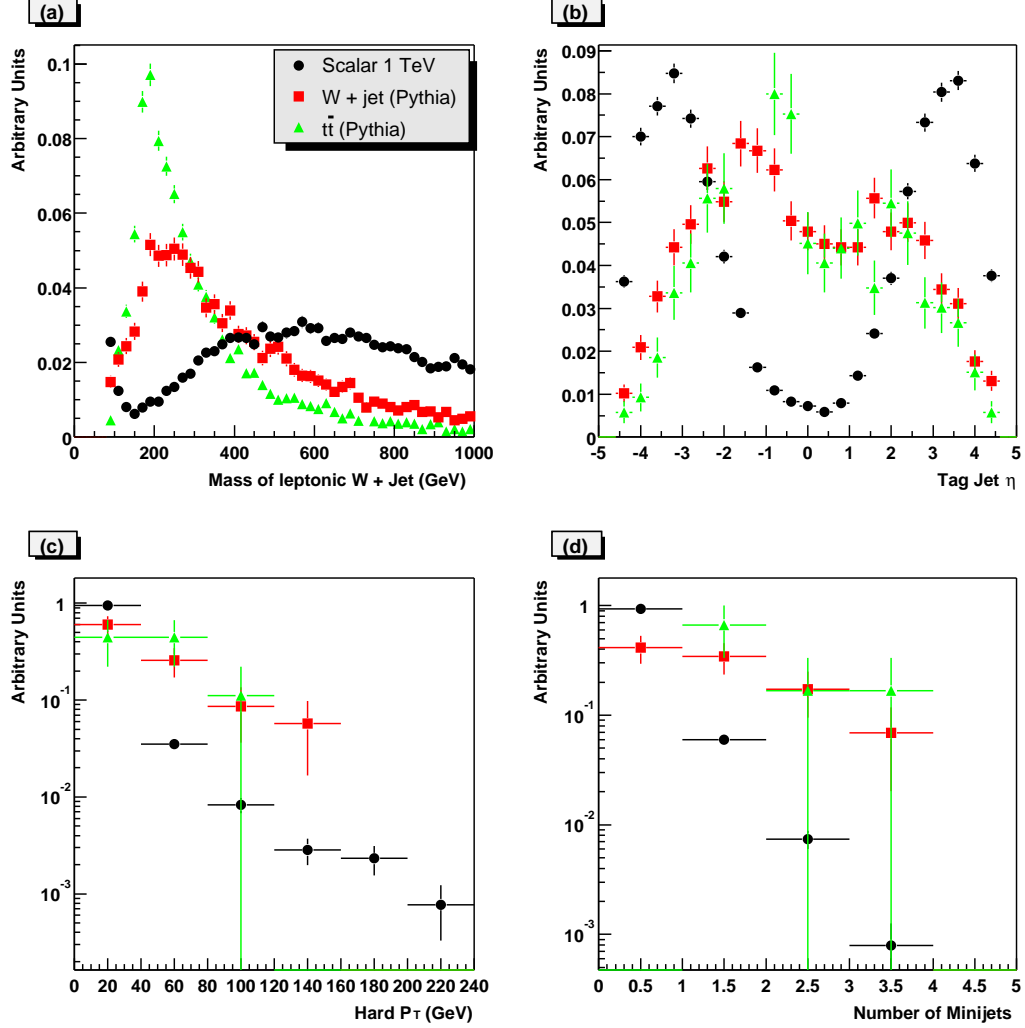 (a)
Arbitrary Units
0.1
0.08
0.06
0.04
0.02
0
Scalar 1 TeV
W + jet (Pythia)
tt̄ (Pythia)
0 200 400 600 800 1000
Mass of leptonic W + Jet (GeV)
(b)
Arbitrary Units
0.09
0.08
0.07
0.06
0.05
0.04
0.03
0.02
0.01
0
-5 -4 -3 -2 -1 0 1 2 3 4 5
Tag Jet η
(c)
Arbitrary Units
1
10⁻¹
10⁻²
10⁻³
0 20 40 60 80 100 120 140 160 180 200 220 240
Hard PT (GeV)
(d)
Arbitrary Units
1
10⁻¹
10⁻²
10⁻³
0 0.5 1 1.5 2 2.5 3 3.5 4 4.5 5
Number of Minijets